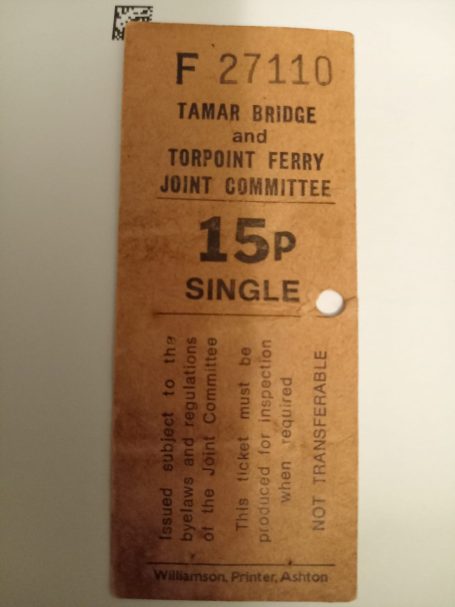 F 27110
TAMAR BRIDGE
and
TORPOINT FERRY
JOINT COMMITTEE
15P
SINGLE
Issued subject to the
byelaws and regulations
of the Joint Committee
This ticket must be
produced for inspection
when required
NOT TRANSFERABLE
Williamson, Printer, Ashton